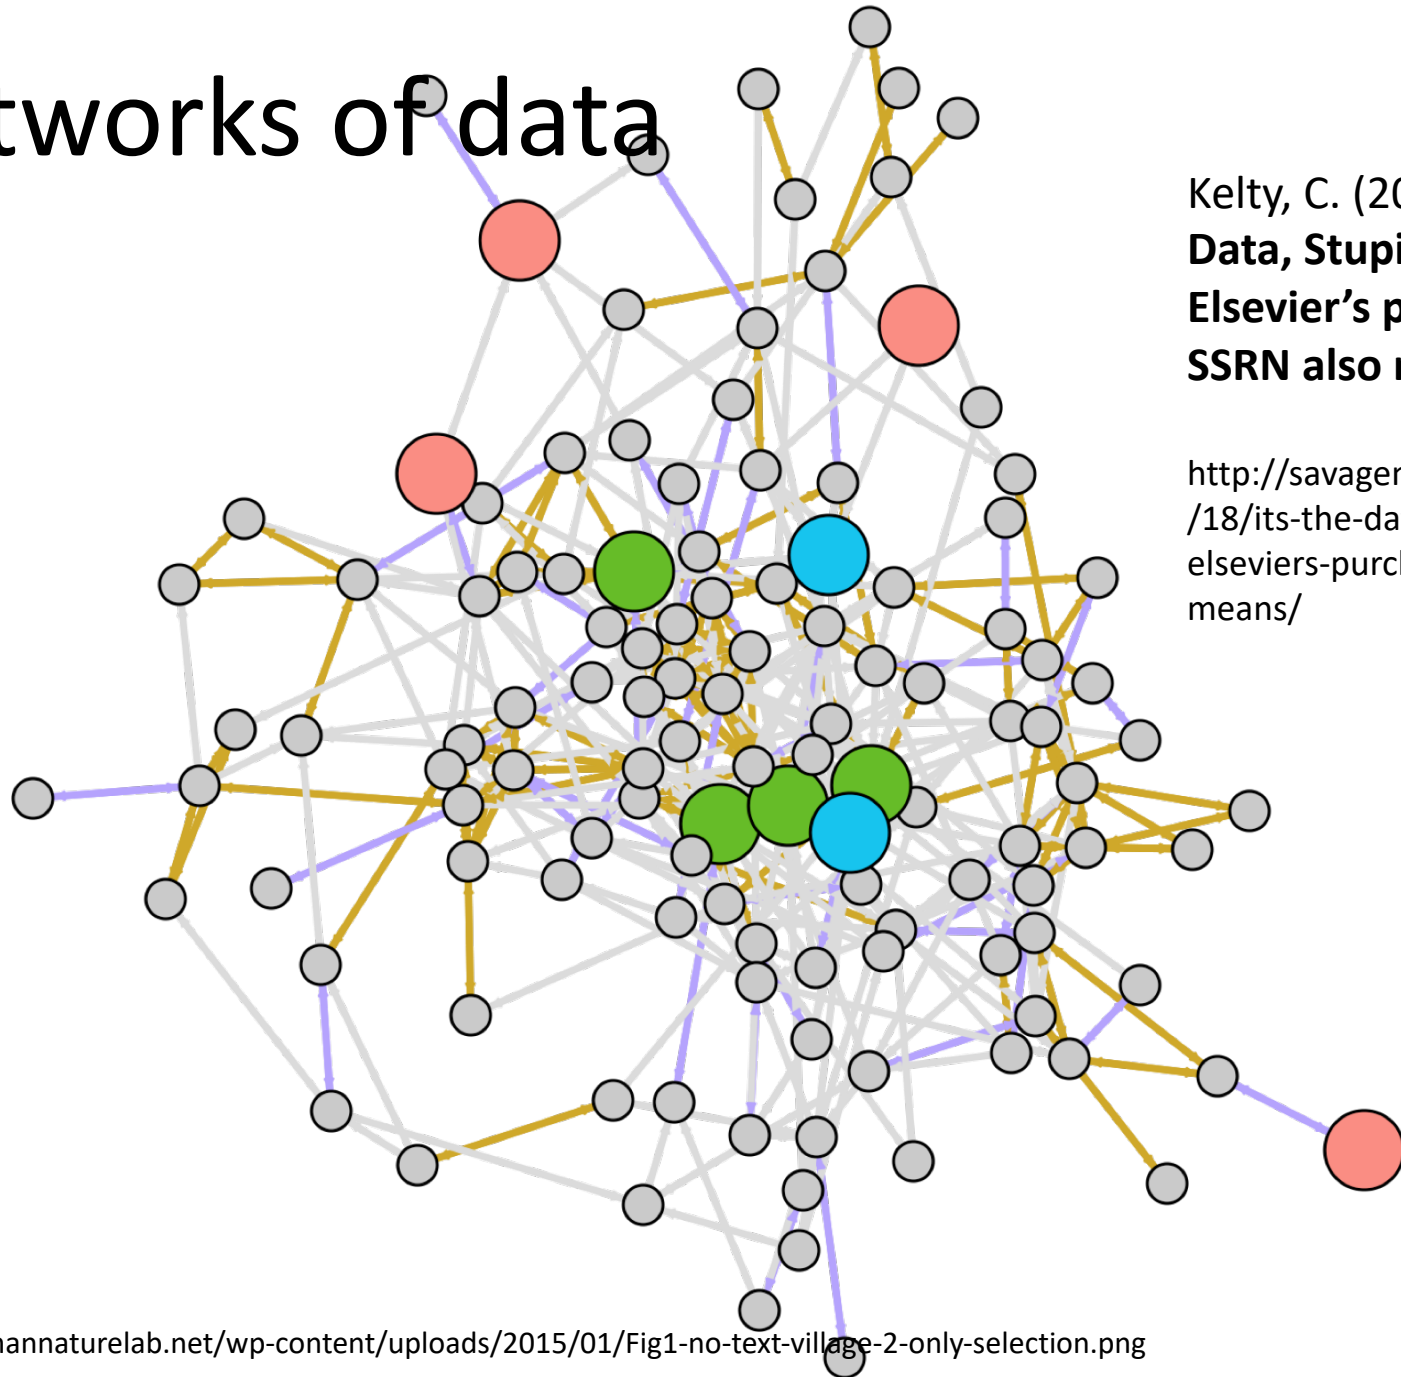 tworks of data
Kelty, C. (20
Data, Stupi
Elsevier’s p
SSRN also r
http://savager
/18/its-the-da
elseviers-purc
means/
nannaturelab.net/wp-content/uploads/2015/01/Fig1-no-text-village-2-only-selection.png